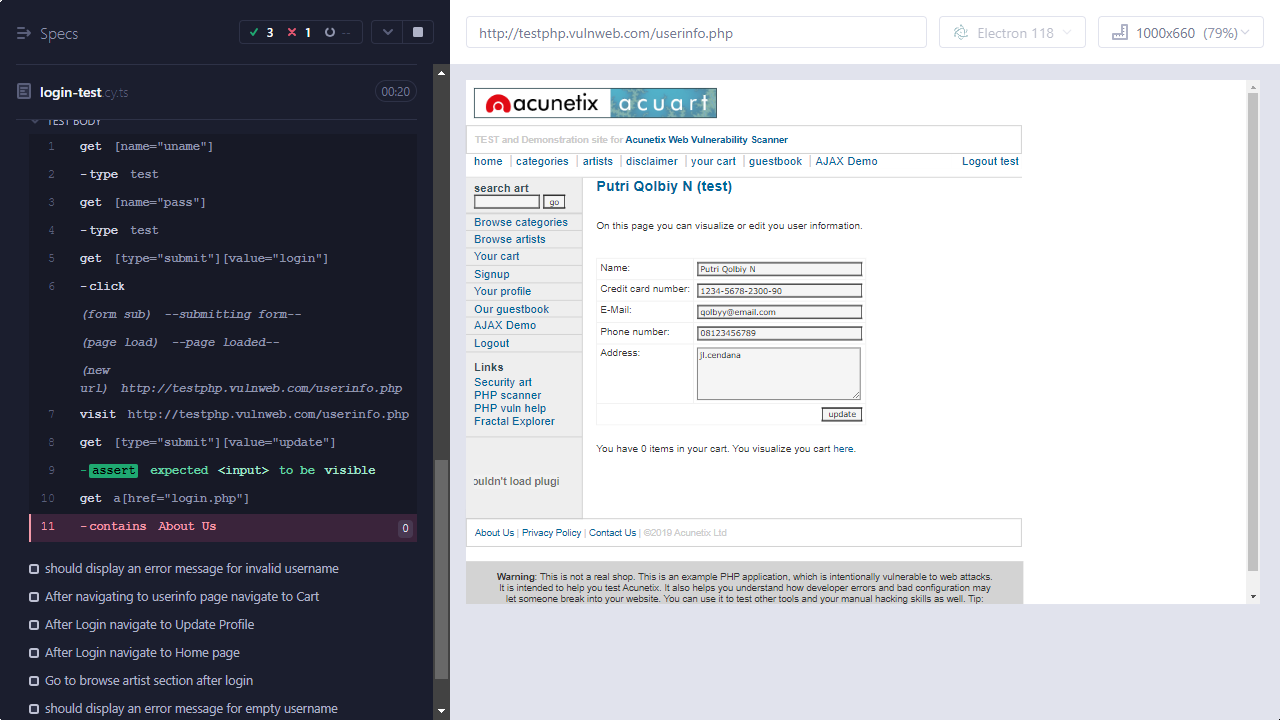 Specs
3 1 --
login-test.cy.ts 00:20
TEST BODY
1 get [name="uname"]
2 -type test
3 get [name="pass"]
4 -type test
5 get [type="submit"][value="login"]
6 -click
(form sub) --submitting form--
(page load) --page loaded--
(new
url) http://testphp.vulnweb.com/userinfo.php
7 visit http://testphp.vulnweb.com/userinfo.php
8 get [type="submit"][value="update"]
9 -assert expected <input> to be visible
10 get a[href="login.php"]
11 -contains About Us 0
should display an error message for invalid username
After navigating to userinfo page navigate to Cart
After Login navigate to Update Profile
After Login navigate to Home page
Go to browse artist section after login
should display an error message for empty username
http://testphp.vulnweb.com/userinfo.php
Electron 118
1000x660 (79%)
acunetix acuart
TEST and Demonstration site for Acunetix Web Vulnerability Scanner
home | categories | artists | disclaimer | your cart | guestbook | AJAX Demo
Logout test
search art
go
Browse categories
Browse artists
Your cart
Signup
Your profile
Our guestbook
AJAX Demo
Logout
Links
Security art
PHP scanner
PHP vuln help
Fractal Explorer
ouldn't load plugi
Putri Qolbiy N (test)
On this page you can visualize or edit you user information.
Name: Putri Qolbiy N
Credit card number: 1234-5678-2300-90
E-Mail: qolbyy@email.com
Phone number: 08123456789
Address: jl.cendana
update
You have 0 items in your cart. You visualize you cart here.
About Us | Privacy Policy | Contact Us | ©2019 Acunetix Ltd
Warning: This is not a real shop. This is an example PHP application, which is intentionally vulnerable to web attacks.
It is intended to help you test Acunetix. It also helps you understand how developer errors and bad configuration may
let someone break into your website. You can use it to test other tools and your manual hacking skills as well. Tip: